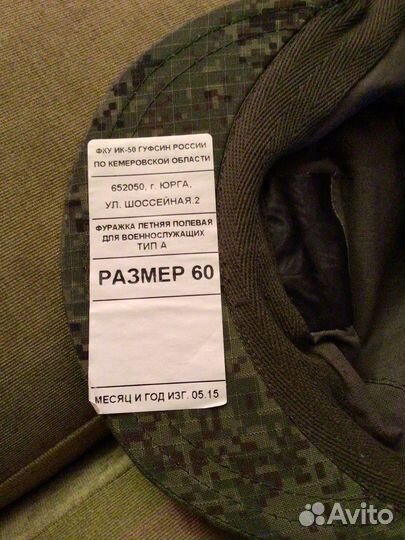 ФКУ ИК-50 ГУФСИН РОССИИ
ПО КЕМЕРОВСКОЙ ОБЛАСТИ
652050, г. ЮРГА,
УЛ. ШОССЕЙНАЯ.2
ФУРАЖКА ЛЕТНЯЯ ПОЛЕВАЯ
ДЛЯ ВОЕННОСЛУЖАЩИХ
ТИП А
РАЗМЕР 60
МЕСЯЦ И ГОД ИЗГ. 05.15
Avito